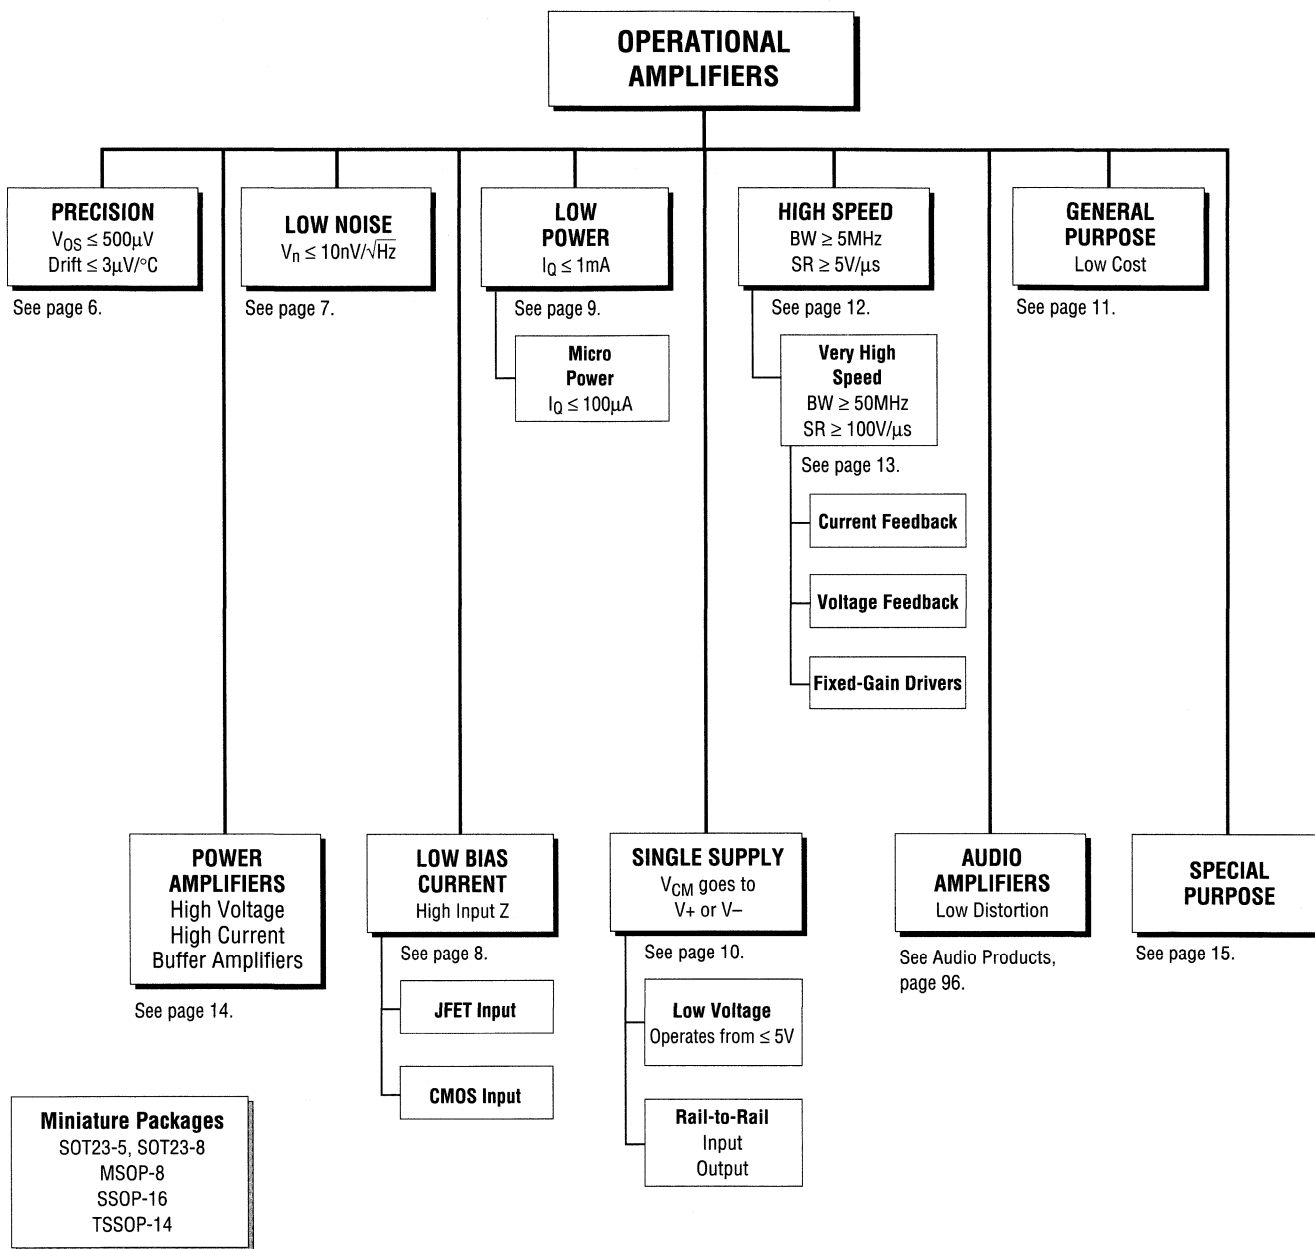 OPERATIONAL
AMPLIFIERS
PRECISION
V_OS ≤ 500µV
Drift ≤ 3µV/°C
See page 6.
LOW NOISE
V_n ≤ 10nV/√Hz
See page 7.
LOW
POWER
I_Q ≤ 1mA
See page 9.
Micro
Power
I_Q ≤ 100µA
HIGH SPEED
BW ≥ 5MHz
SR ≥ 5V/µs
See page 12.
Very High
Speed
BW ≥ 50MHz
SR ≥ 100V/µs
See page 13.
Current Feedback
Voltage Feedback
Fixed-Gain Drivers
GENERAL
PURPOSE
Low Cost
See page 11.
POWER
AMPLIFIERS
High Voltage
High Current
Buffer Amplifiers
See page 14.
LOW BIAS
CURRENT
High Input Z
See page 8.
JFET Input
CMOS Input
SINGLE SUPPLY
V_CM goes to
V+ or V–
See page 10.
Low Voltage
Operates from ≤ 5V
Rail-to-Rail
Input
Output
AUDIO
AMPLIFIERS
Low Distortion
See Audio Products,
page 96.
SPECIAL
PURPOSE
See page 15.
Miniature Packages
SOT23-5, SOT23-8
MSOP-8
SSOP-16
TSSOP-14